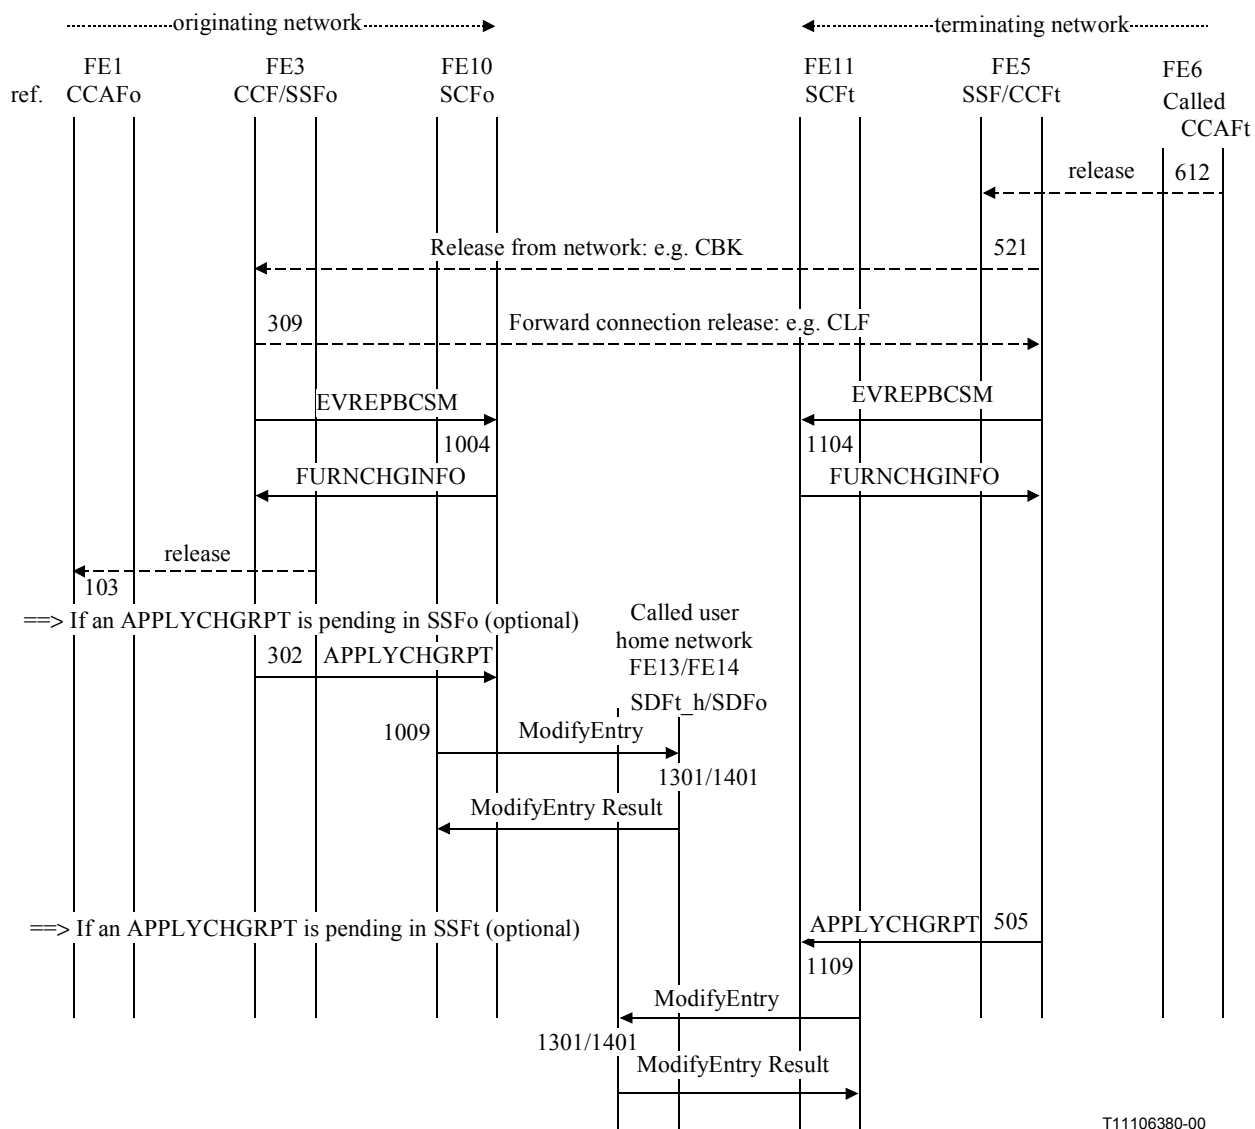 originating network
terminating network
FE1
FE3
FE10
FE11
FE5
FE6
ref.
CCAFo
CCF/SSFo
SCFo
SCFt
SSF/CCFt
Called
CCAFt
release
612
Release from network: e.g. CBK
521
309
Forward connection release: e.g. CLF
EVREPBCSM
EVREPBCSM
1004
1104
FURNCHGINFO
FURNCHGINFO
release
103
==> If an APPLYCHGRPT is pending in SSFo (optional)
Called user
home network
FE13/FE14
SDFt_h/SDFo
302
APPLYCHGRPT
1009
ModifyEntry
1301/1401
ModifyEntry Result
==> If an APPLYCHGRPT is pending in SSFt (optional)
APPLYCHGRPT
505
1109
ModifyEntry
1301/1401
ModifyEntry Result
T11106380-00